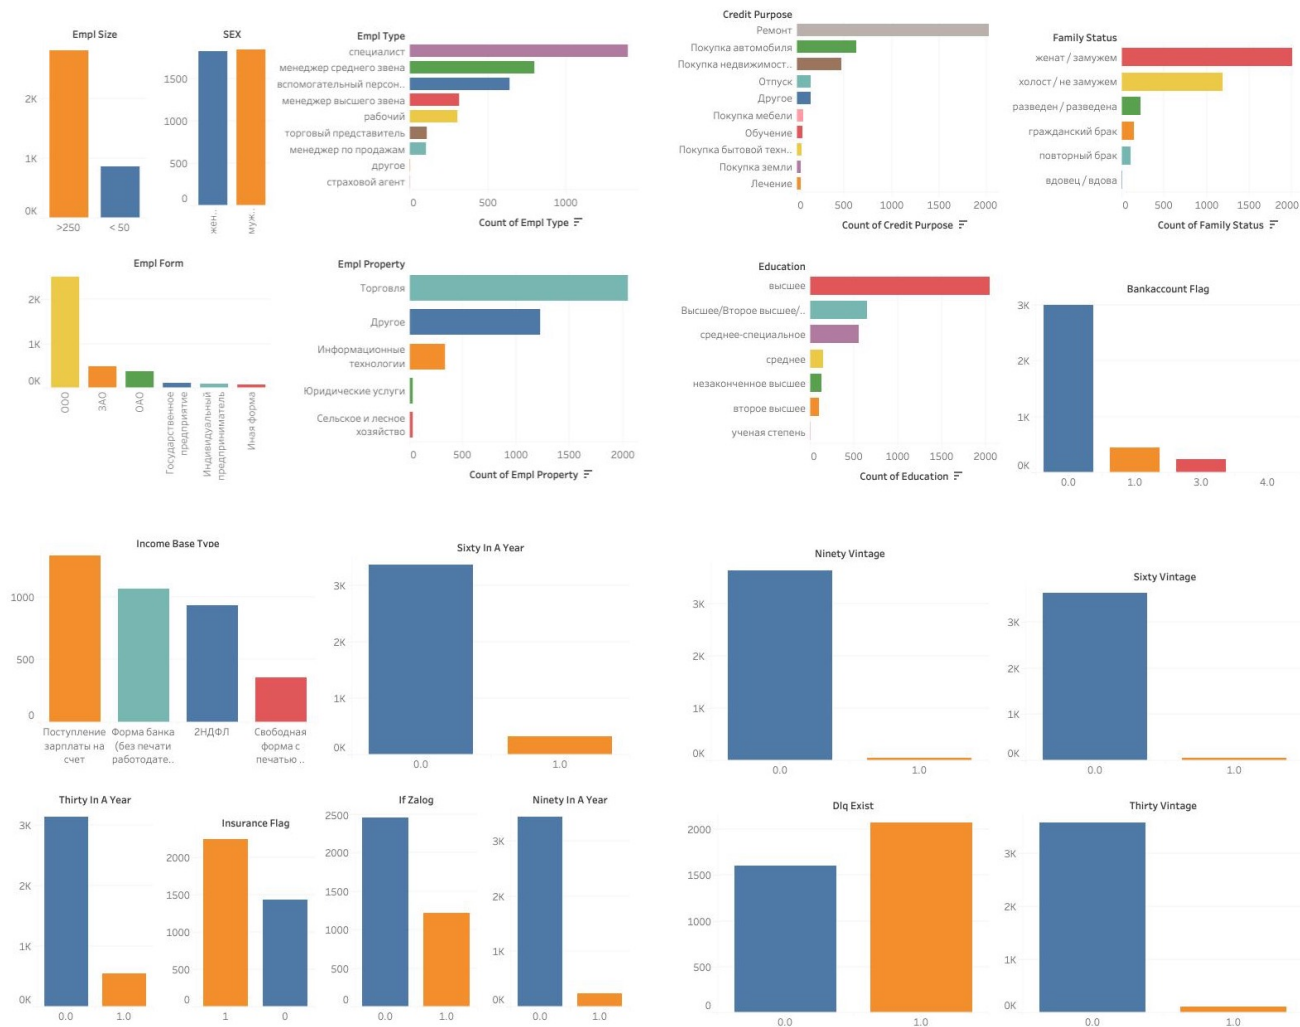 Empl Size
2K
1K
0K
>250
< 50
SEX
1500
1000
500
0
жен..
муж..
Empl Type
специалист
менеджер среднего звена
вспомогательный персон..
менеджер высшего звена
рабочий
торговый представитель
менеджер по продажам
другое
страховой агент
0
500
1000
Count of Empl Type
Credit Purpose
Ремонт
Покупка автомобиля
Покупка недвижимост..
Отпуск
Другое
Покупка мебели
Обучение
Покупка бытовой техн..
Покупка земли
Лечение
0
500
1000
1500
2000
Count of Credit Purpose
Family Status
женат / замужем
холост / не замужем
разведен / разведена
гражданский брак
повторный брак
вдовец / вдова
0
500
1000
1500
2000
Count of Family Status
Empl Form
2K
1K
0K
ООО
ЗАО
ОАО
Государственное
предприятие
Индивидуальный
предприниматель
Иная форма
Empl Property
Торговля
Другое
Информационные
технологии
Юридические услуги
Сельское и лесное
хозяйство
0
500
1000
1500
2000
Count of Empl Property
Education
высшее
Высшее/Второе высшее/..
среднее-специальное
среднее
незаконченное высшее
второе высшее
ученая степень
0
500
1000
1500
2000
Count of Education
Bankaccount Flag
3K
2K
1K
0K
0.0
1.0
3.0
4.0
Income Base Type
1000
500
0
Поступление
зарплаты на
счет
Форма банка
(без печати
работодате..
2НДФЛ
Свободная
форма с
печатью ..
Sixty In A Year
3K
2K
1K
0K
0.0
1.0
Ninety Vintage
3K
2K
1K
0K
0.0
1.0
Sixty Vintage
3K
2K
1K
0K
0.0
1.0
Thirty In A Year
3K
2K
1K
0K
0.0
1.0
Insurance Flag
2000
1500
1000
500
0
1
0
If Zalog
2500
2000
1500
1000
500
0
0.0
1.0
Ninety In A Year
3K
2K
1K
0K
0.0
1.0
Dlq Exist
2000
1500
1000
500
0
0.0
1.0
Thirty Vintage
3K
2K
1K
0K
0.0
1.0